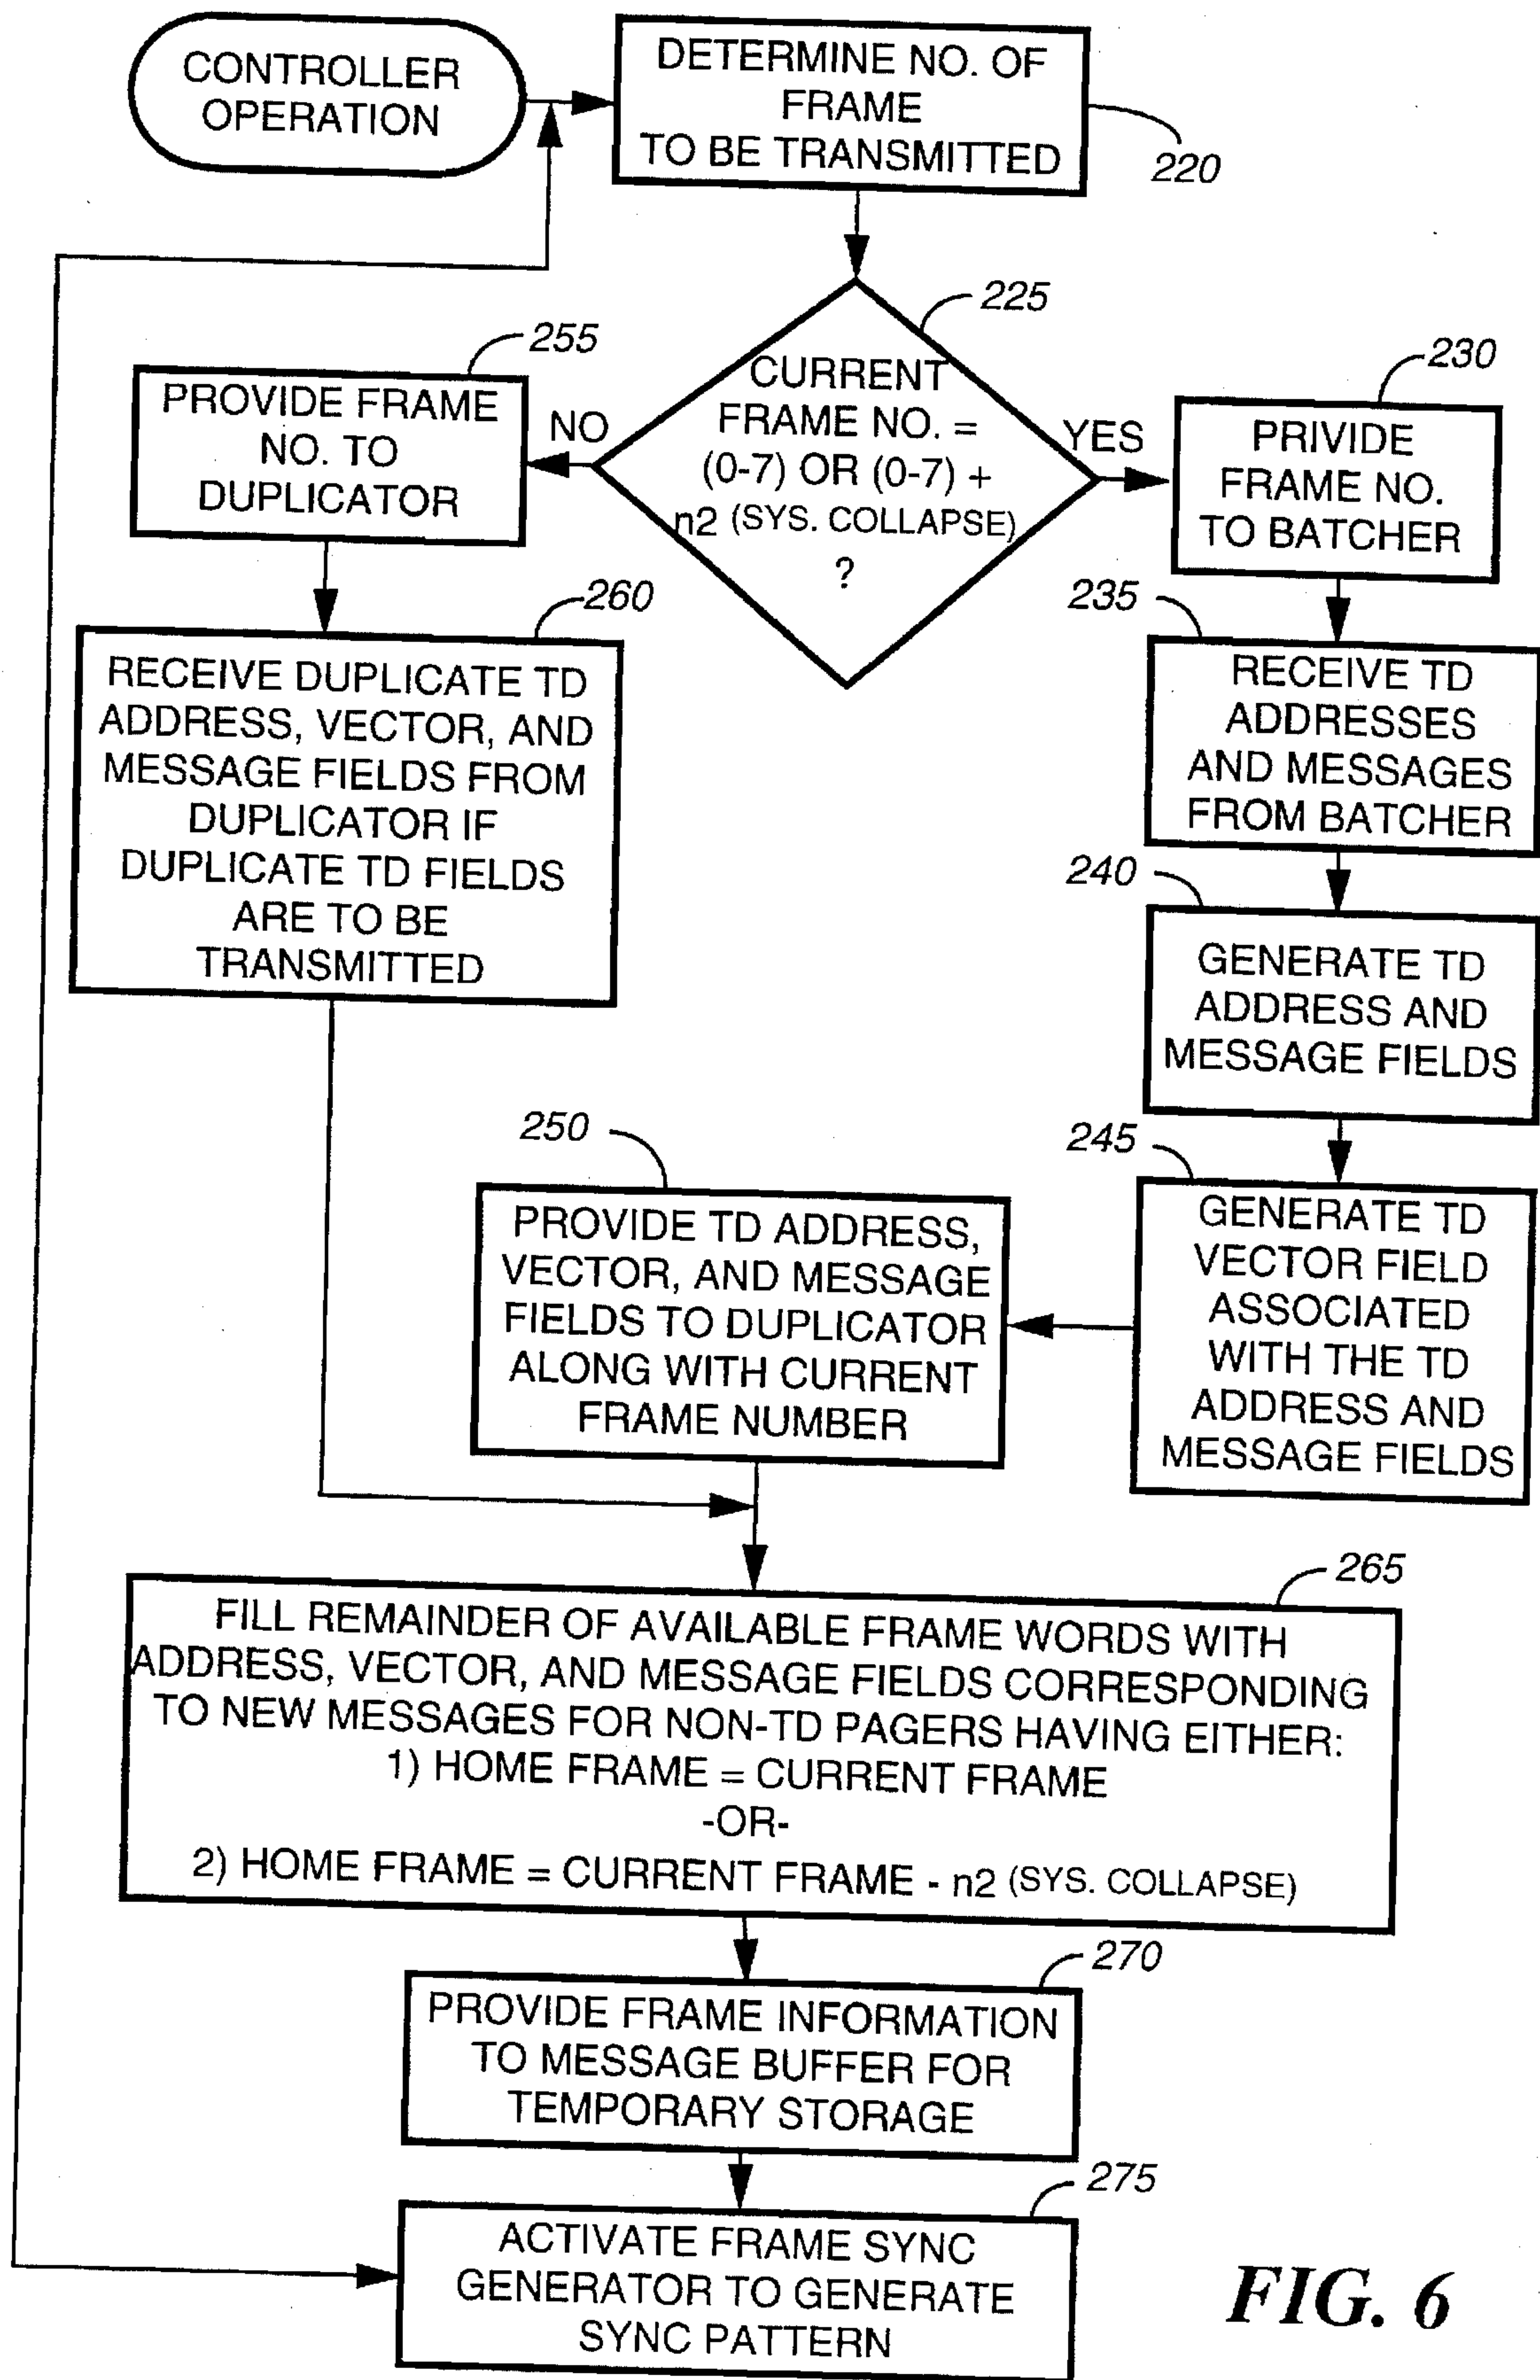 CONTROLLER
OPERATION
DETERMINE NO. OF
FRAME
TO BE TRANSMITTED
220
225
CURRENT
FRAME NO. =
(0-7) OR (0-7) +
n2 (SYS. COLLAPSE)
?
NO
YES
255
PROVIDE FRAME
NO. TO
DUPLICATOR
230
PRIVIDE
FRAME NO.
TO BATCHER
260
RECEIVE DUPLICATE TD
ADDRESS, VECTOR, AND
MESSAGE FIELDS FROM
DUPLICATOR IF
DUPLICATE TD FIELDS
ARE TO BE
TRANSMITTED
235
RECEIVE TD
ADDRESSES
AND MESSAGES
FROM BATCHER
240
GENERATE TD
ADDRESS AND
MESSAGE FIELDS
245
GENERATE TD
VECTOR FIELD
ASSOCIATED
WITH THE TD
ADDRESS AND
MESSAGE FIELDS
250
PROVIDE TD ADDRESS,
VECTOR, AND MESSAGE
FIELDS TO DUPLICATOR
ALONG WITH CURRENT
FRAME NUMBER
265
FILL REMAINDER OF AVAILABLE FRAME WORDS WITH
ADDRESS, VECTOR, AND MESSAGE FIELDS CORRESPONDING
TO NEW MESSAGES FOR NON-TD PAGERS HAVING EITHER:
1) HOME FRAME = CURRENT FRAME
-OR-
2) HOME FRAME = CURRENT FRAME - n2 (SYS. COLLAPSE)
270
PROVIDE FRAME INFORMATION
TO MESSAGE BUFFER FOR
TEMPORARY STORAGE
275
ACTIVATE FRAME SYNC
GENERATOR TO GENERATE
SYNC PATTERN
FIG. 6